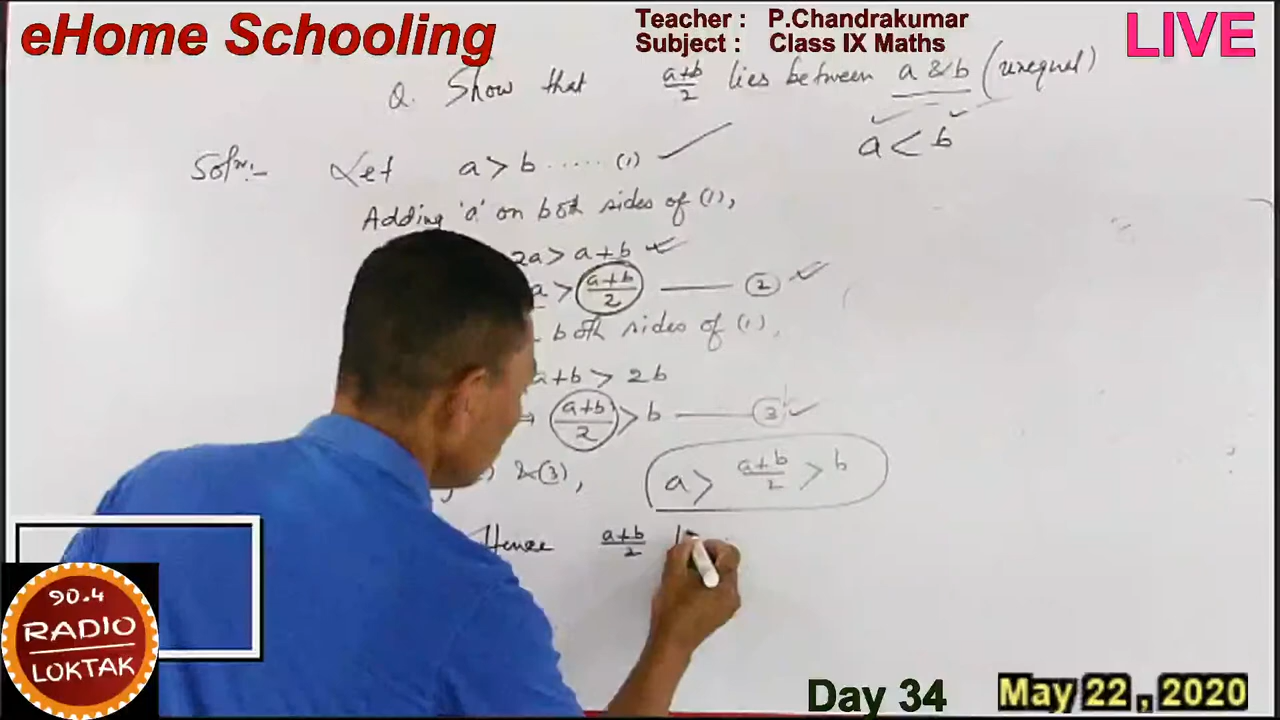 eHome Schooling
Teacher : P.Chandrakumar
Subject : Class IX Maths
LIVE
Q. Show that (a+b)/2 lies between a & b (unequal)
a < b
Soln:- Let a > b ...... (1)
Adding 'a' on both sides of (1),
2a > a+b
a > (a+b)/2 —— (2)
both sides of (1),
a+b > 2b
⇒ (a+b)/2 > b —— (3)
& (3),
a > (a+b)/2 > b
Hence (a+b)/2
90.4
RADIO
LOKTAK
Day 34
May 22 , 2020